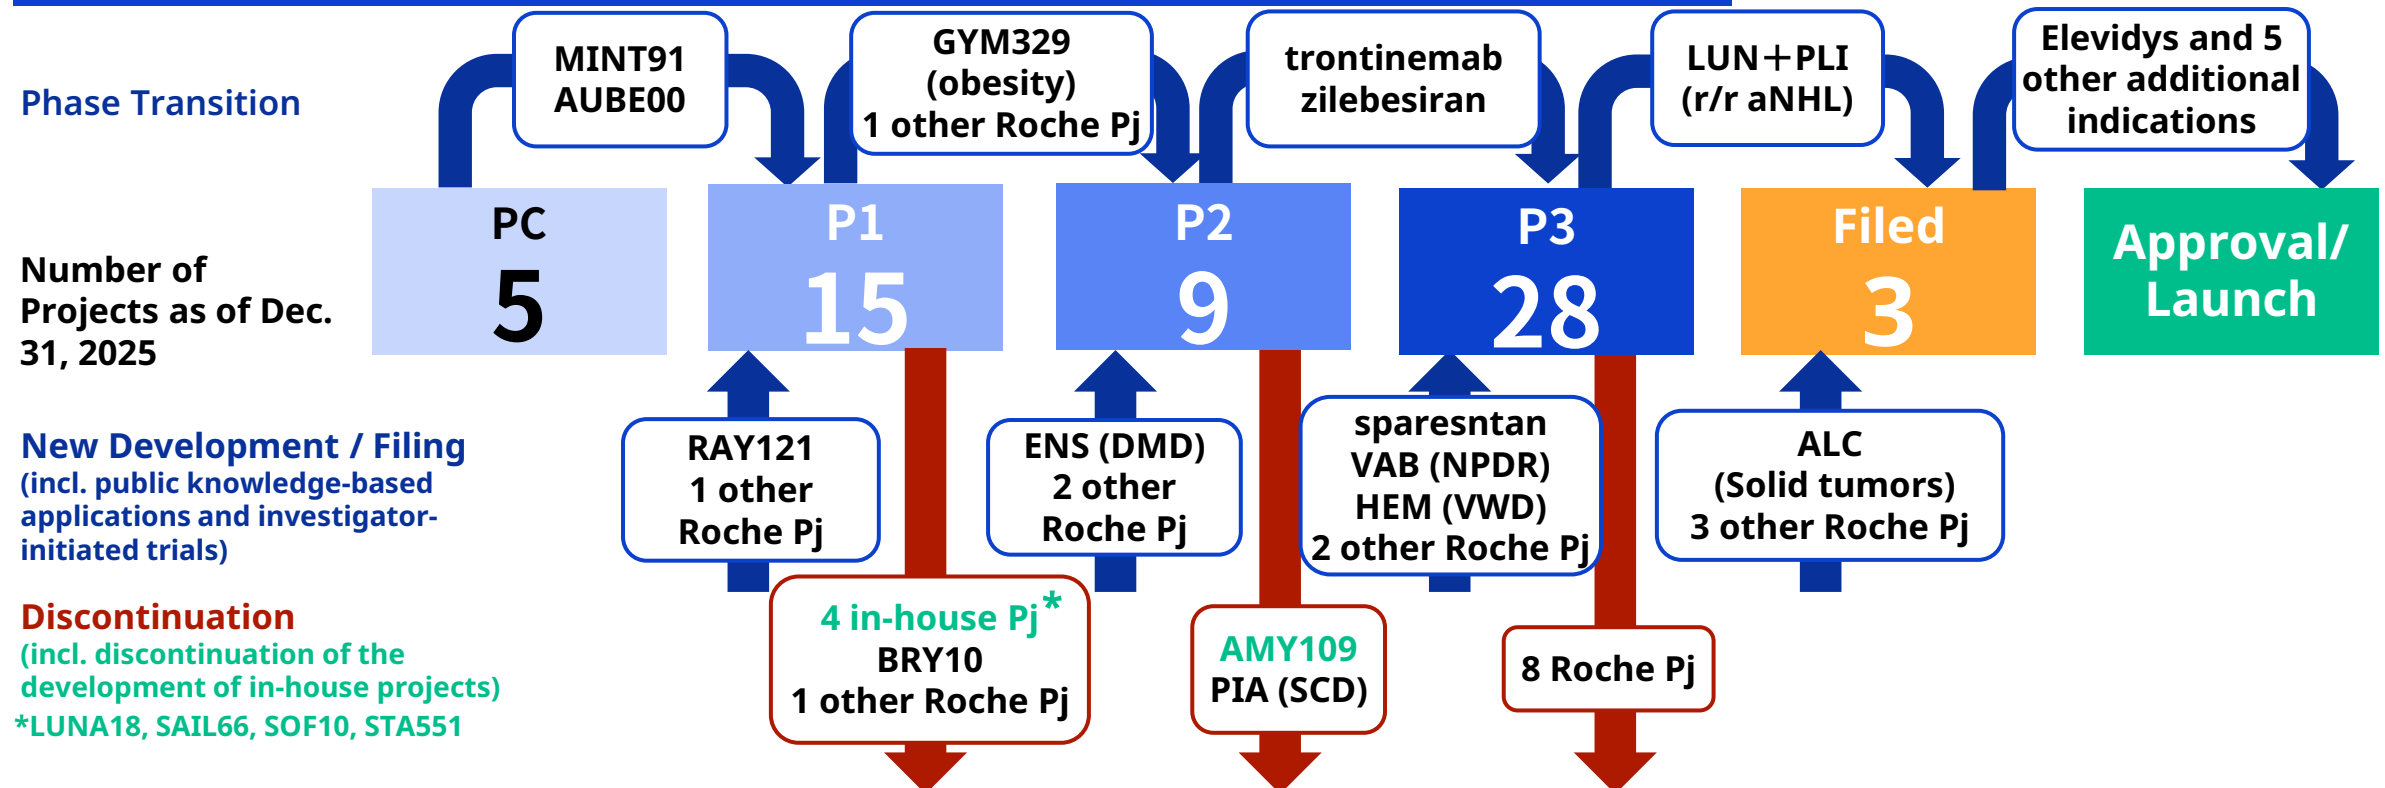 Phase Transition
MINT91
AUBE00
GYM329
(obesity)
1 other Roche Pj
trontinemab
zilebesiran
LUN＋PLI
(r/r aNHL)
Elevidys and 5
other additional
indications
Number of
Projects as of Dec.
31, 2025
PC
5
P1
15
P2
9
P3
28
Filed
3
Approval/
Launch
New Development / Filing
(incl. public knowledge-based
applications and investigator-
initiated trials)
RAY121
1 other
Roche Pj
ENS (DMD)
2 other
Roche Pj
sparesntan
VAB (NPDR)
HEM (VWD)
2 other Roche Pj
ALC
(Solid tumors)
3 other Roche Pj
Discontinuation
(incl. discontinuation of the
development of in-house projects)
*LUNA18, SAIL66, SOF10, STA551
4 in-house Pj*
BRY10
1 other Roche Pj
AMY109
PIA (SCD)
8 Roche Pj